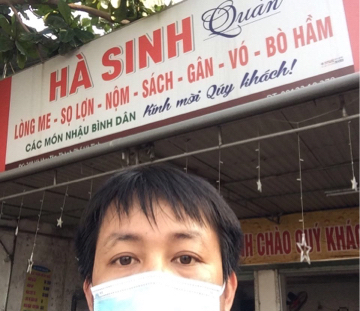 HÀ SINH Quán
LÒNG ME - SỌ LỢN - NỘM - SÁCH - GÂN - VÓ - BÒ HẦM
CÁC MÓN NHẬU BÌNH DÂN Kính mời Quý khách!
CHÀO QUÝ KHÁC